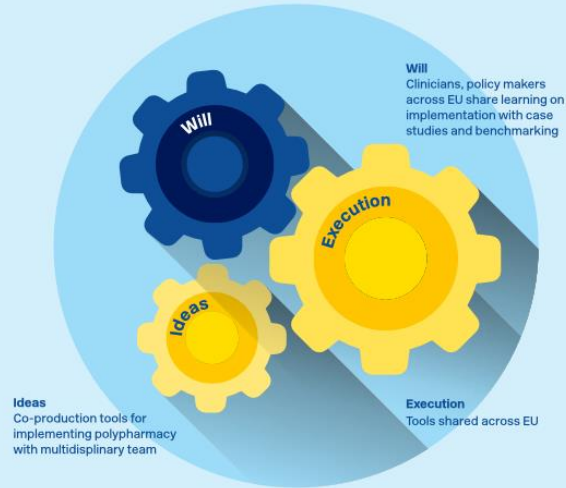 Will
Clinicians, policy makers
across EU share learning on
implementation with case
studies and benchmarking
Will
Execution
Ideas
Ideas
Co-production tools for
implementing polypharmacy
with multidisplinary team
Execution
Tools shared across EU